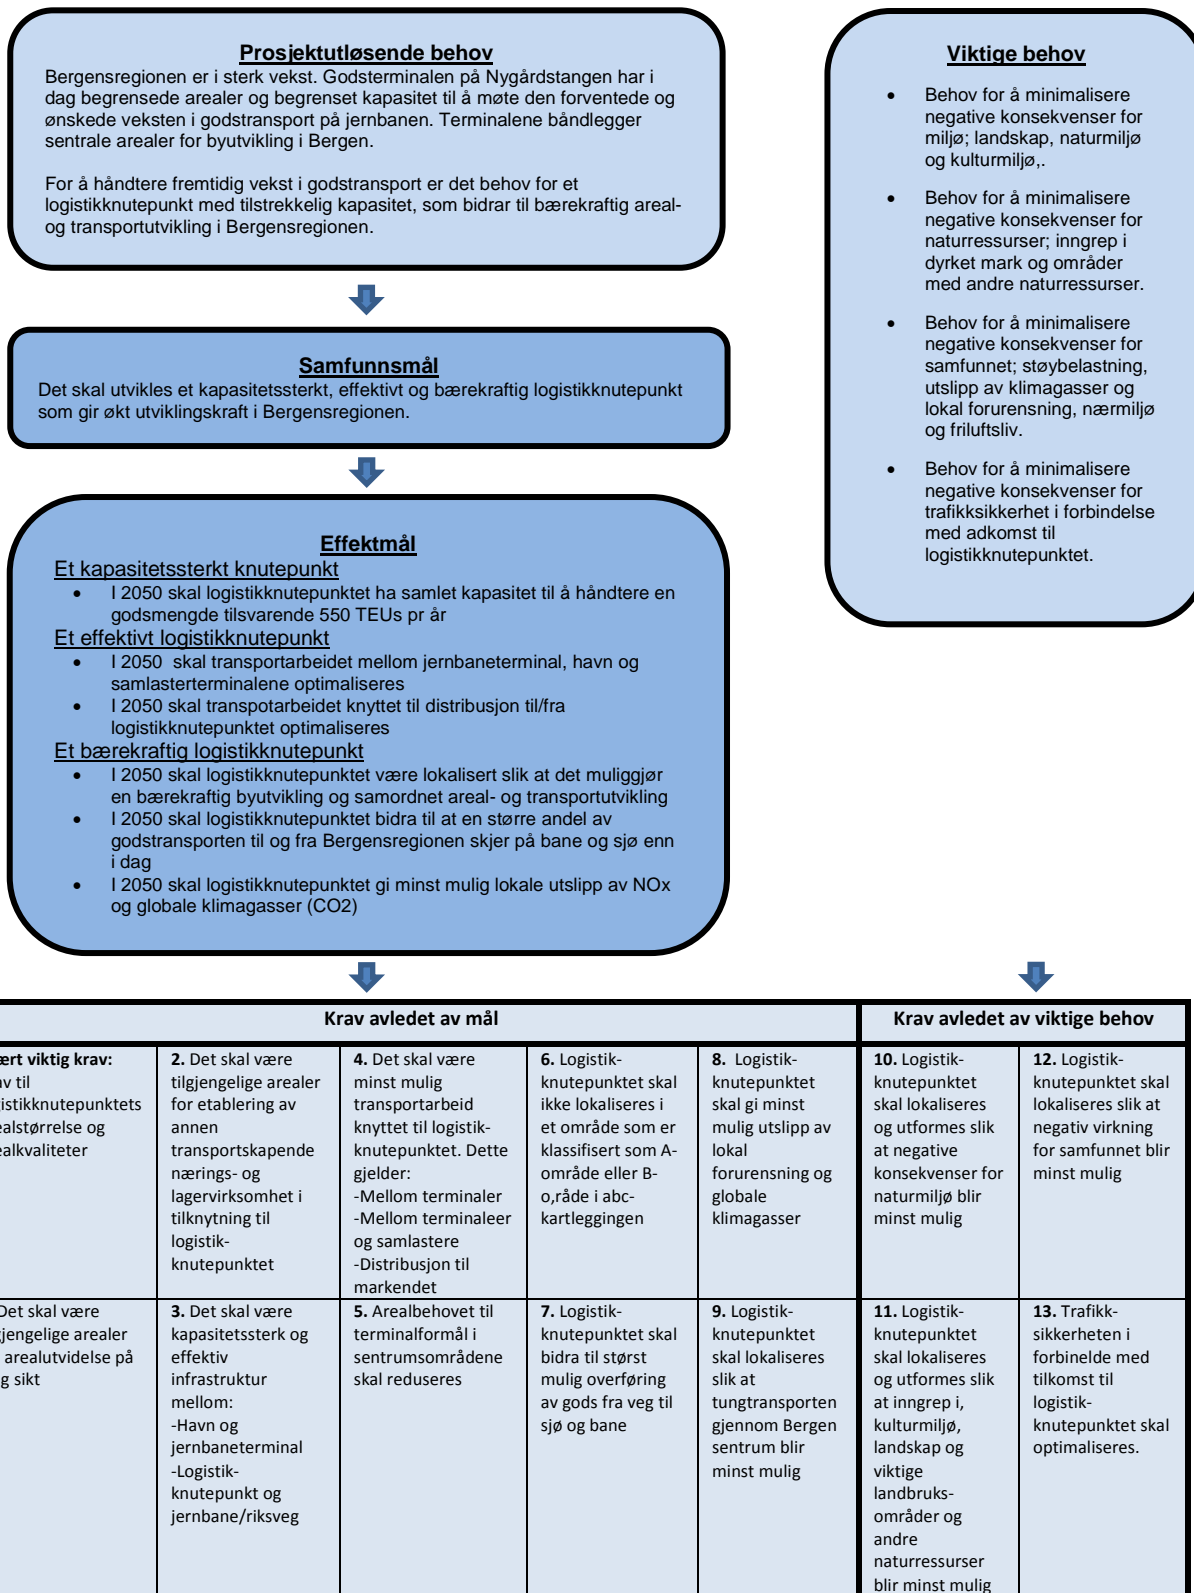 Prosjektutløsende behov
Bergensregionen er i sterk vekst. Godsterminalen på Nygårdstangen har i
dag begrensede arealer og begrenset kapasitet til å møte den forventede og
ønskede veksten i godstransport på jernbanen. Terminalene båndlegger
sentrale arealer for byutvikling i Bergen.
For å håndtere fremtidig vekst i godstransport er det behov for et
logistikknutepunkt med tilstrekkelig kapasitet, som bidrar til bærekraftig areal-
og transportutvikling i Bergensregionen.
Viktige behov
• Behov for å minimalisere
negative konsekvenser for
miljø; landskap, naturmiljø
og kulturmiljø,.
• Behov for å minimalisere
negative konsekvenser for
naturressurser; inngrep i
dyrket mark og områder
med andre naturressurser.
• Behov for å minimalisere
negative konsekvenser for
samfunnet; støybelastning,
utslipp av klimagasser og
lokal forurensning, nærmiljø
og friluftsliv.
• Behov for å minimalisere
negative konsekvenser for
trafikksikkerhet i forbindelse
med adkomst til
logistikknutepunktet.
Samfunnsmål
Det skal utvikles et kapasitetssterkt, effektivt og bærekraftig logistikknutepunkt
som gir økt utviklingskraft i Bergensregionen.
Effektmål
Et kapasitetssterkt knutepunkt
• I 2050 skal logistikknutepunktet ha samlet kapasitet til å håndtere en
godsmengde tilsvarende 550 TEUs pr år
Et effektivt logistikknutepunkt
• I 2050 skal transportarbeidet mellom jernbaneterminal, havn og
samlasterterminalene optimaliseres
• I 2050 skal transpotarbeidet knyttet til distribusjon til/fra
logistikknutepunktet optimaliseres
Et bærekraftig logistikknutepunkt
• I 2050 skal logistikknutepunktet være lokalisert slik at det muliggjør
en bærekraftig byutvikling og samordnet areal- og transportutvikling
• I 2050 skal logistikknutepunktet bidra til at en større andel av
godstransporten til og fra Bergensregionen skjer på bane og sjø enn
i dag
• I 2050 skal logistikknutepunktet gi minst mulig lokale utslipp av NOx
og globale klimagasser (CO2)
Krav avledet av mål
Krav avledet av viktige behov
ært viktig krav:
av til
gistikknutepunktets
ealstørrelse og
ealkvaliteter
2. Det skal være
tilgjengelige arealer
for etablering av
annen
transportskapende
nærings- og
lagervirksomhet i
tilknytning til
logistik-
knutepunktet
4. Det skal være
minst mulig
transportarbeid
knyttet til logistik-
knutepunktet. Dette
gjelder:
-Mellom terminaler
-Mellom terminaleer
og samlastere
-Distribusjon til
markendet
6. Logistik-
knutepunktet skal
ikke lokaliseres i
et område som er
klassifisert som A-
område eller B-
o,råde i abc-
kartleggingen
8. Logistik-
knutepunktet
skal gi minst
mulig utslipp av
lokal
forurensning og
globale
klimagasser
10. Logistik-
knutepunktet
skal lokaliseres
og utformes slik
at negative
konsekvenser for
naturmiljø blir
minst mulig
12. Logistik-
knutepunktet skal
lokaliseres slik at
negativ virkning
for samfunnet blir
minst mulig
Det skal være
gjengelige arealer
arealutvidelse på
g sikt
3. Det skal være
kapasitetssterk og
effektiv
infrastruktur
mellom:
-Havn og
jernbaneterminal
-Logistik-
knutepunkt og
jernbane/riksveg
5. Arealbehovet til
terminalformål i
sentrumsområdene
skal reduseres
7. Logistik-
knutepunktet skal
bidra til størst
mulig overføring
av gods fra veg til
sjø og bane
9. Logistik-
knutepunktet
skal lokaliseres
slik at
tungtransporten
gjennom Bergen
sentrum blir
minst mulig
11. Logistik-
knutepunktet
skal lokaliseres
og utformes slik
at inngrep i,
kulturmiljø,
landskap og
viktige
landbruks-
områder og
andre
naturressurser
blir minst mulig
13. Trafikk-
sikkerheten i
forbinelde med
tilkomst til
logistik-
knutepunktet skal
optimaliseres.